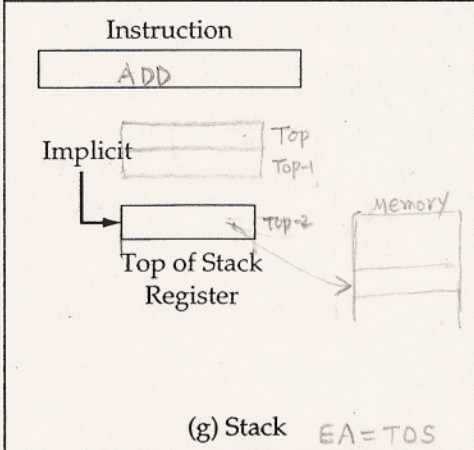 Instruction
ADD
Top
Implicit
Top-1
Top-2
Memory
Top of Stack
Register
(g) Stack
EA = TOS